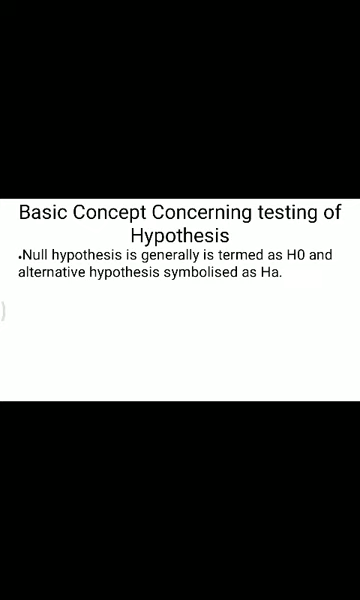 Basic Concept Concerning testing of
Hypothesis
•Null hypothesis is generally is termed as H0 and
alternative hypothesis symbolised as Ha.